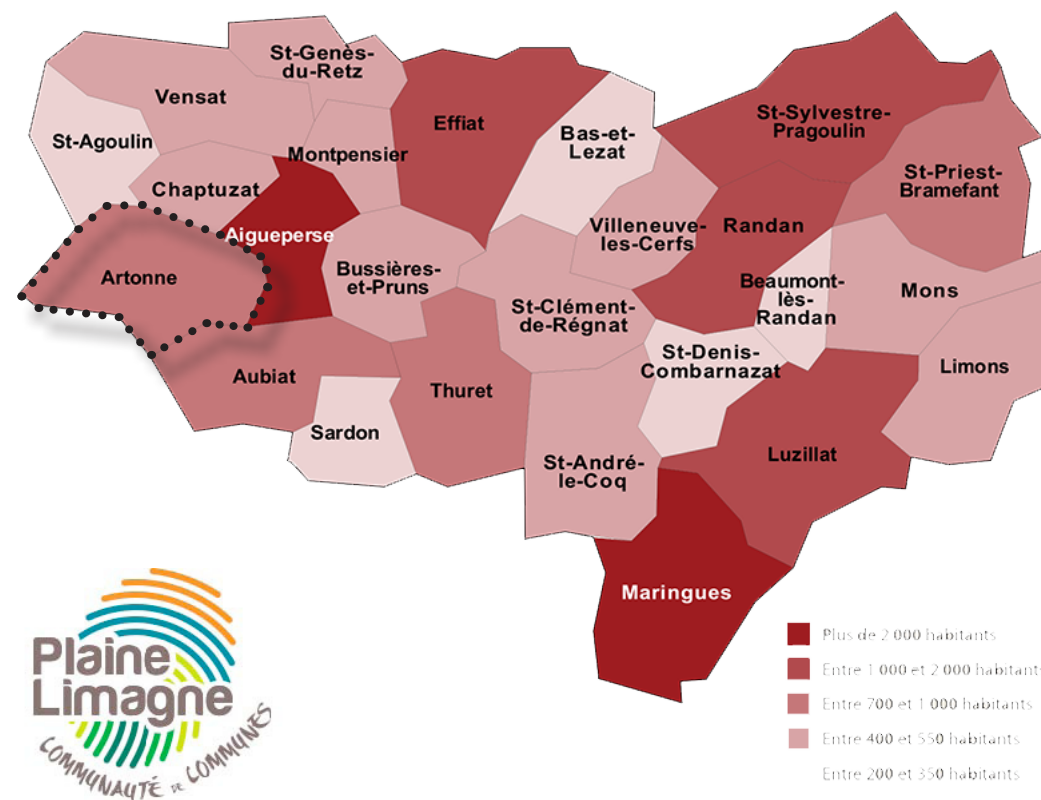 St-Genès-
du-Retz
Vensat
Effiat
St-Sylvestre-
Pragoulin
St-Agoulin
Bas-et-
Lezat
Montpensier
Chaptuzat
St-Priest-
Bramefant
Aigueperse
Villeneuve-
les-Cerfs
Randan
Artonne
Bussières-
et-Pruns
Beaumont-
lès-
Randan
Mons
St-Clément-
de-Régnat
St-Denis-
Combarnazat
Limons
Aubiat
Thuret
Sardon
St-André-
le-Coq
Luzillat
Maringues
Plaine
Limagne
COMMUNAUTÉ DE COMMUNES
Plus de 2 000 habitants
Entre 1 000 et 2 000 habitants
Entre 700 et 1 000 habitants
Entre 400 et 550 habitants
Entre 200 et 350 habitants